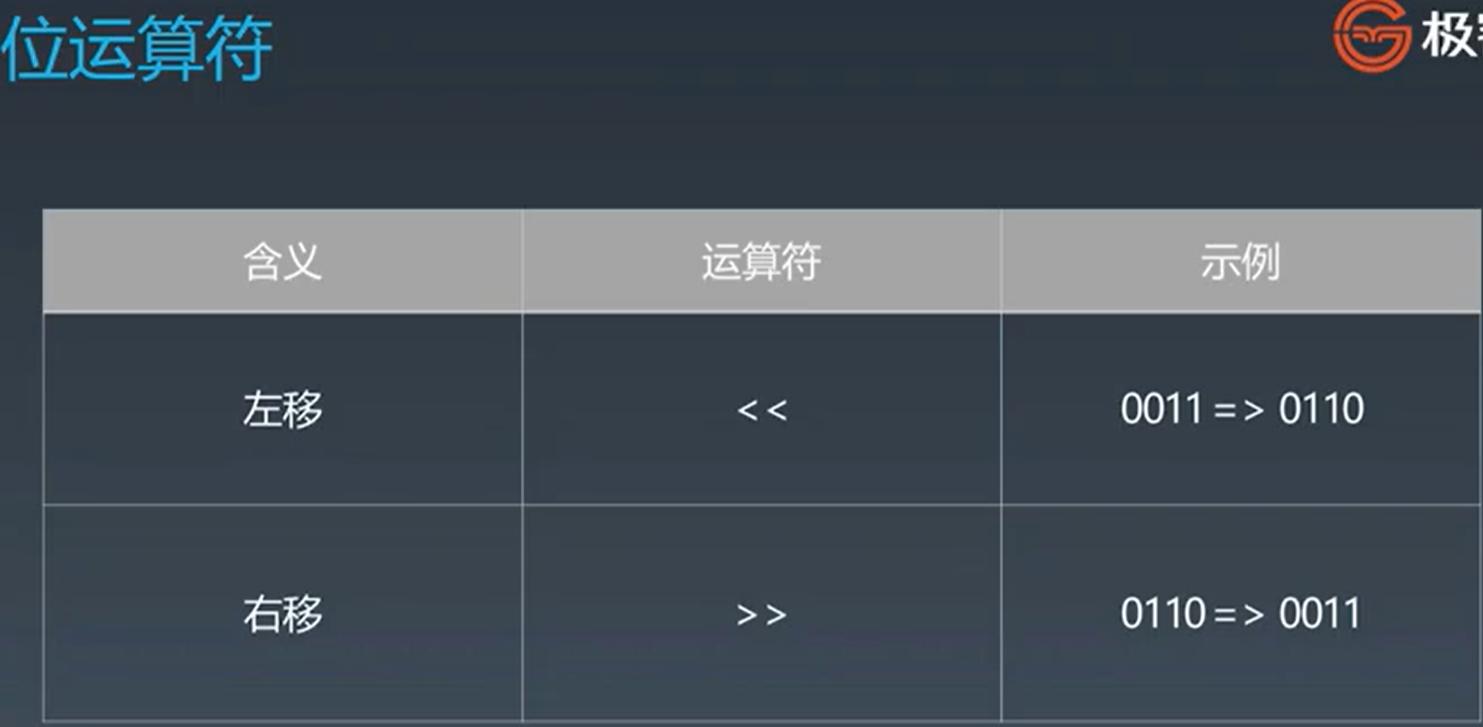 位运算符
极
含义 运算符 示例
左移 << 0011 => 0110
右移 >> 0110 => 0011